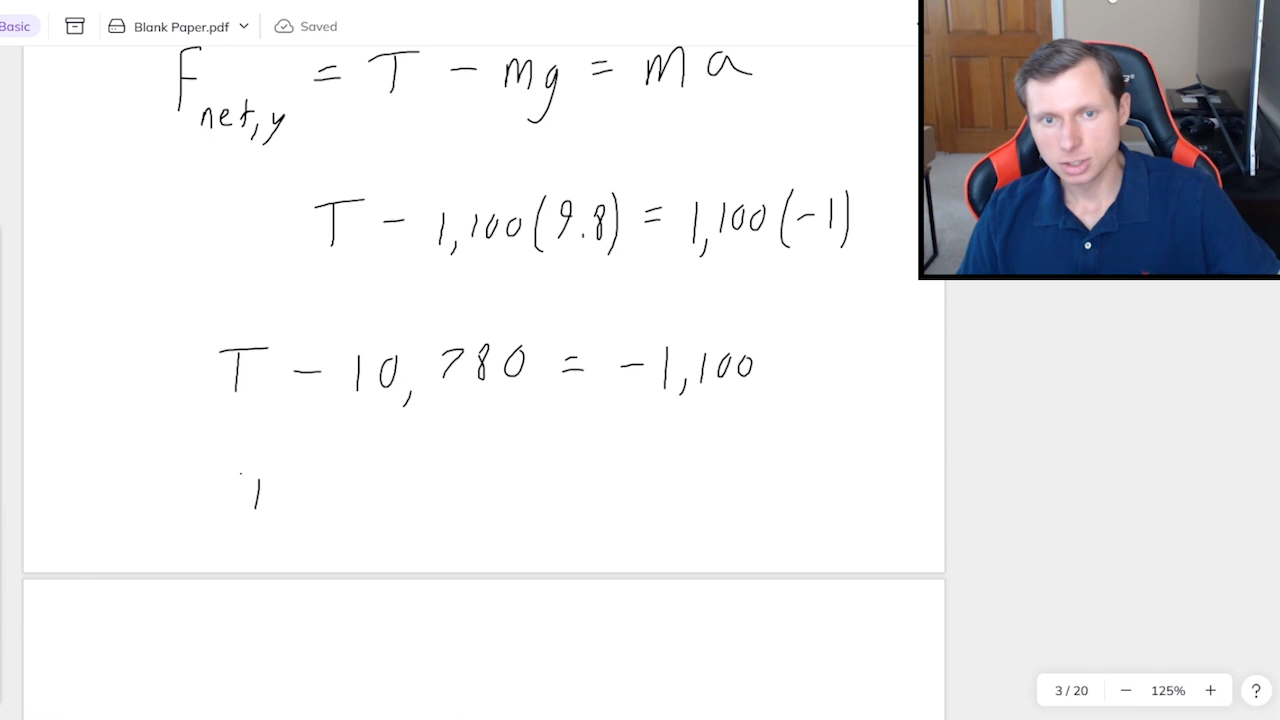 Basic
Blank Paper.pdf
Saved
F net,y = T - mg = ma
T - 1,100(9.8) = 1,100(-1)
T - 10,780 = -1,100
3 / 20
125%
?